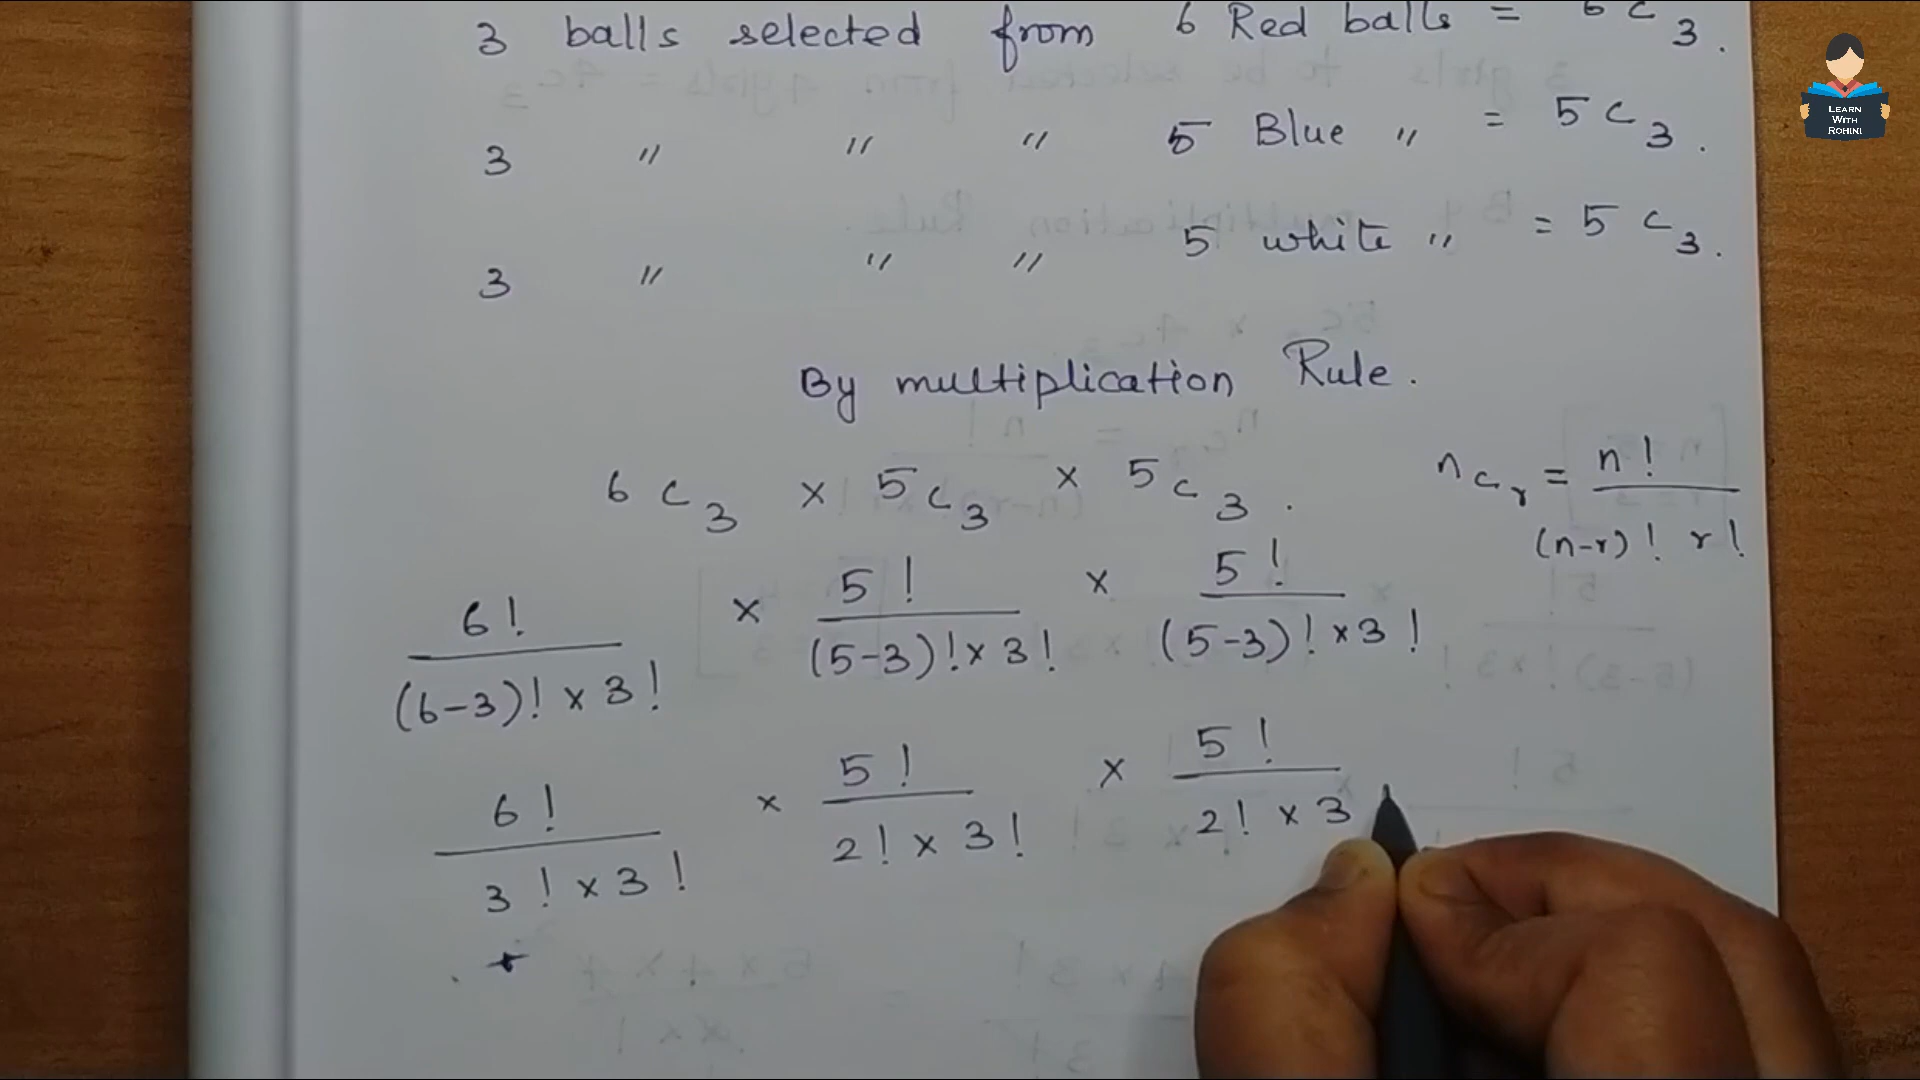 3 balls selected from 6 Red balls = 6C3.
3 〃 〃 〃 5 Blue 〃 = 5C3.
3 〃 〃 〃 5 white 〃 = 5C3.
By multiplication Rule.
6C3 × 5C3 × 5C3.
nCr = n! / (n-r)! r!
6! / (6-3)! × 3! × 5! / (5-3)! × 3! × 5! / (5-3)! × 3!
6! / 3! × 3! × 5! / 2! × 3! × 5! / 2! × 3
LEARN
WITH
ROHINI